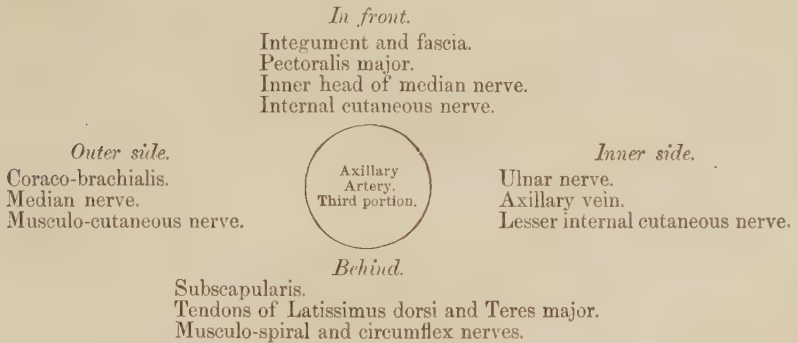 In front.
Integument and fascia.
Pectoralis major.
Inner head of median nerve.
Internal cutaneous nerve.
Outer side.
Coraco-brachialis.
Median nerve.
Musculo-cutaneous nerve.
Axillary
Artery.
Third portion.
Inner side.
Ulnar nerve.
Axillary vein.
Lesser internal cutaneous nerve.
Behind.
Subscapularis.
Tendons of Latissimus dorsi and Teres major.
Musculo-spiral and circumflex nerves.